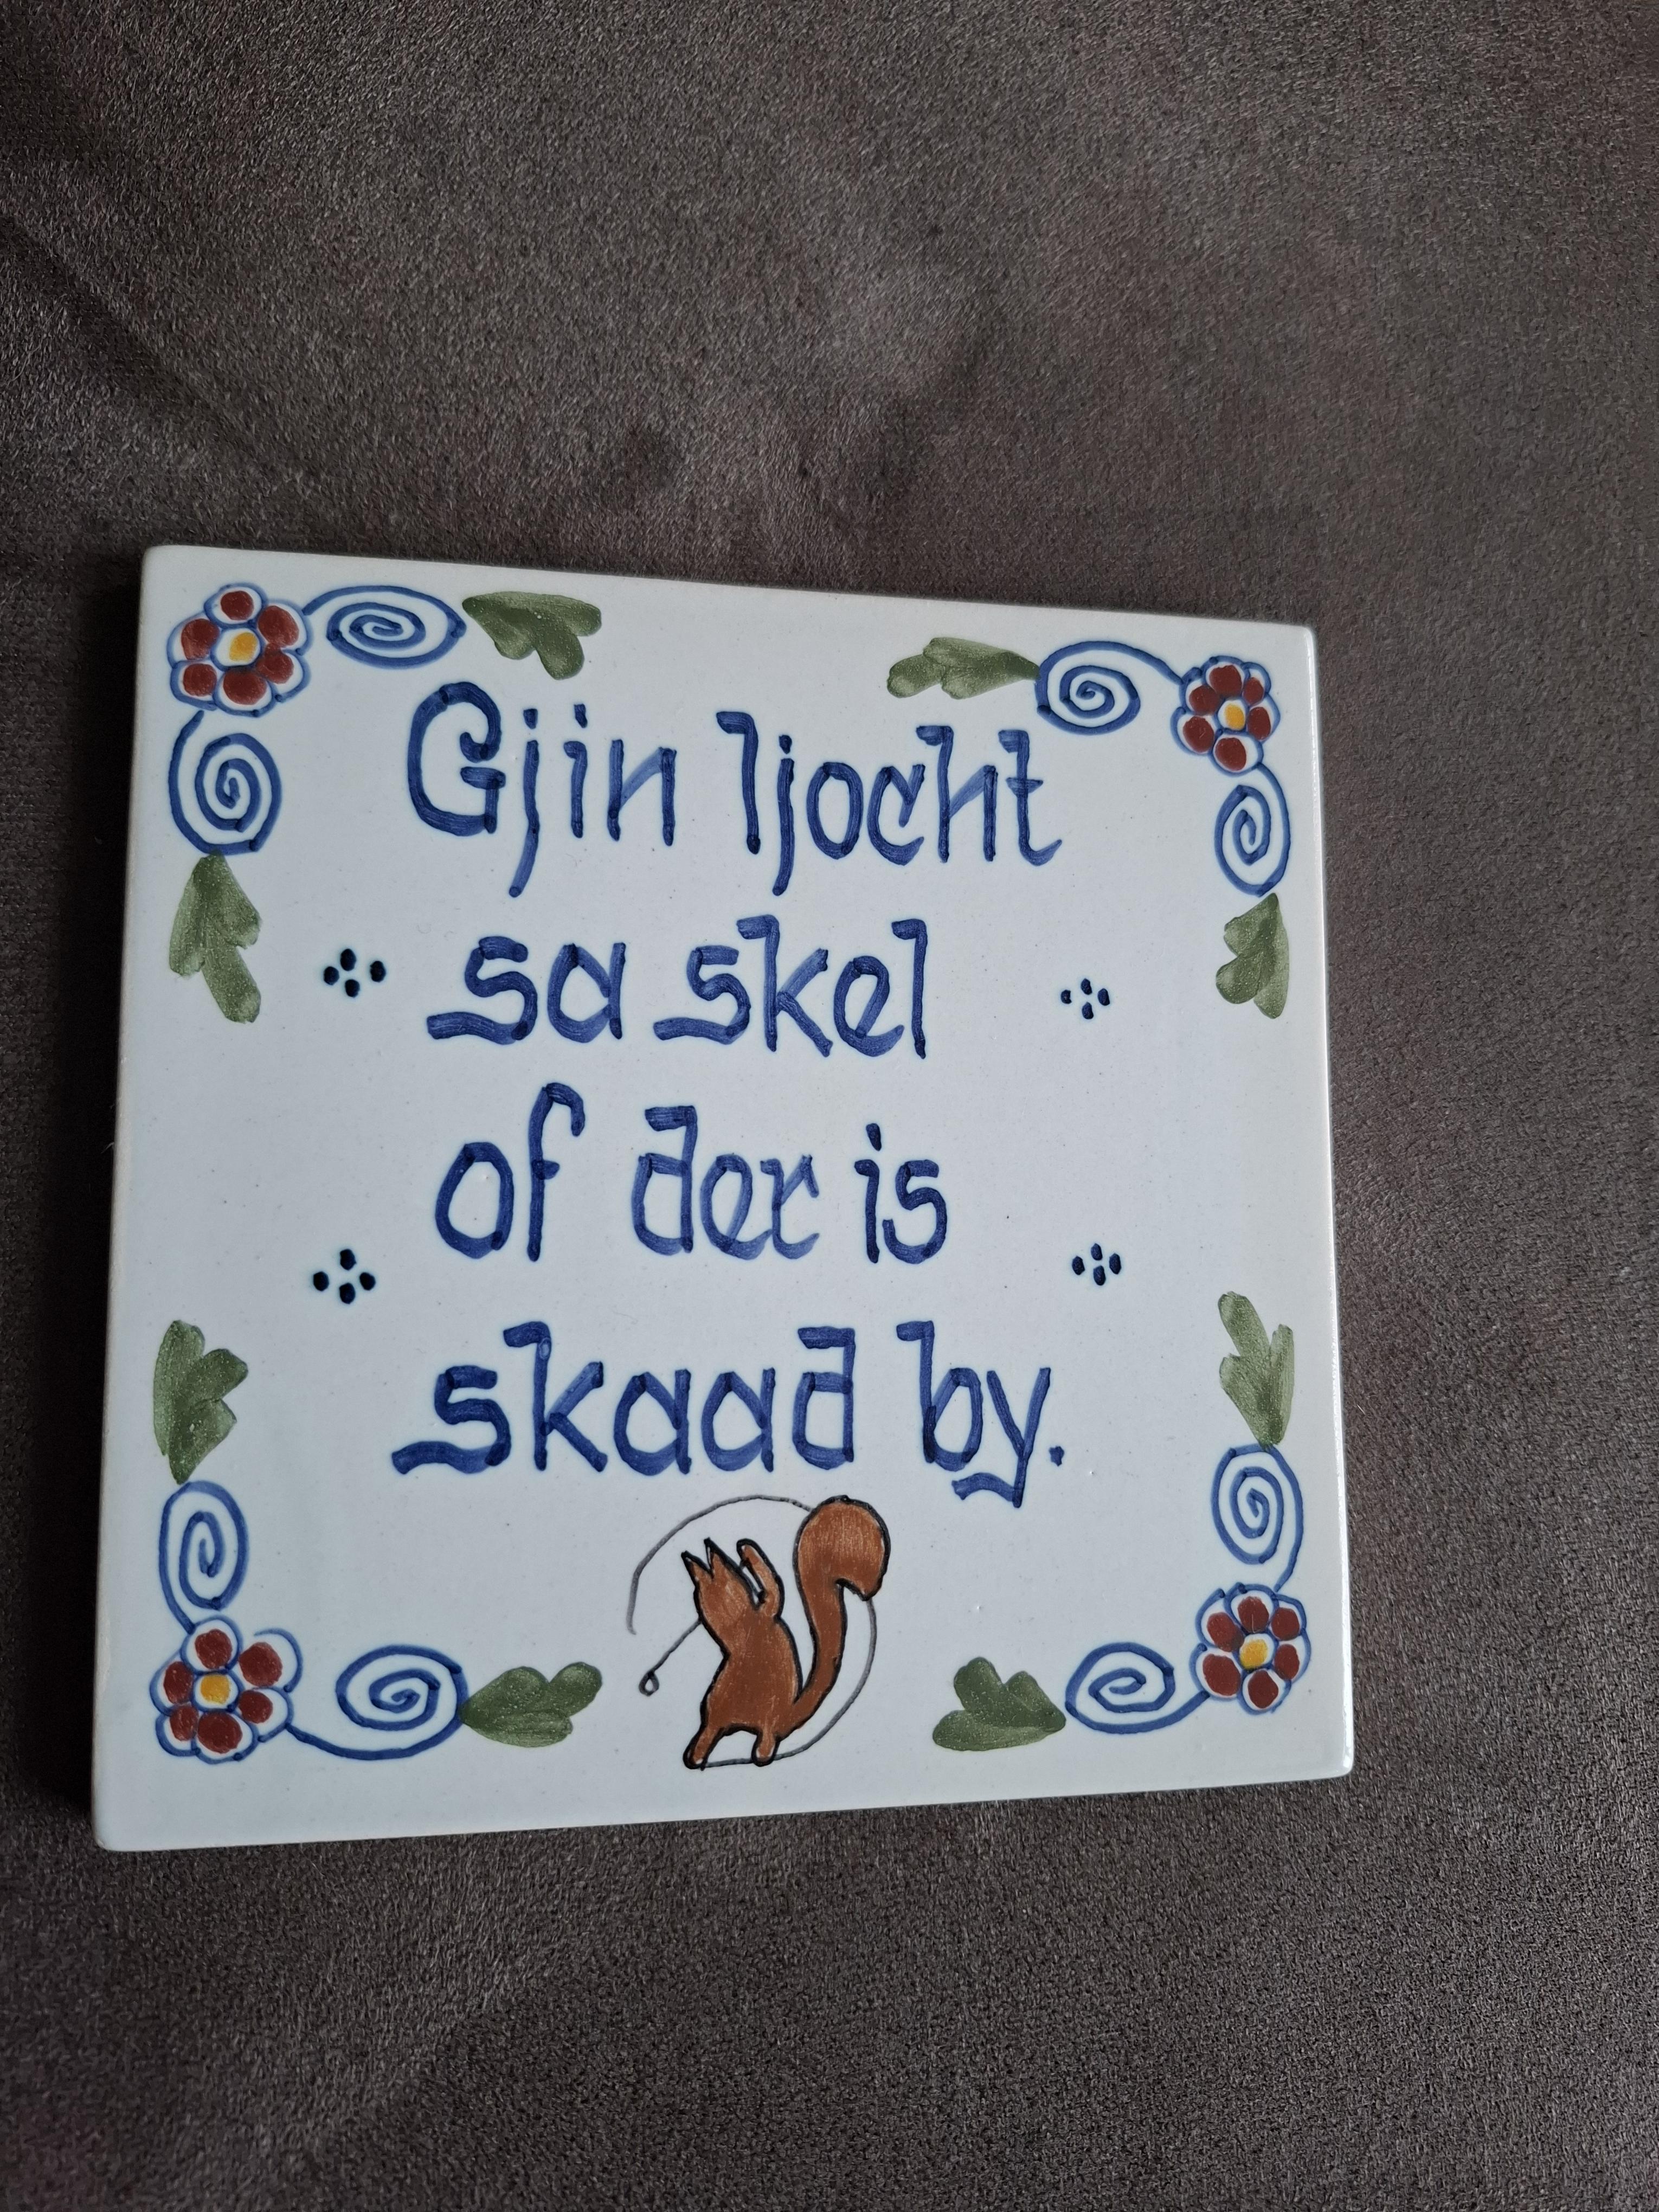 Gjin ljocht
sa skel
of der is
skaad by.